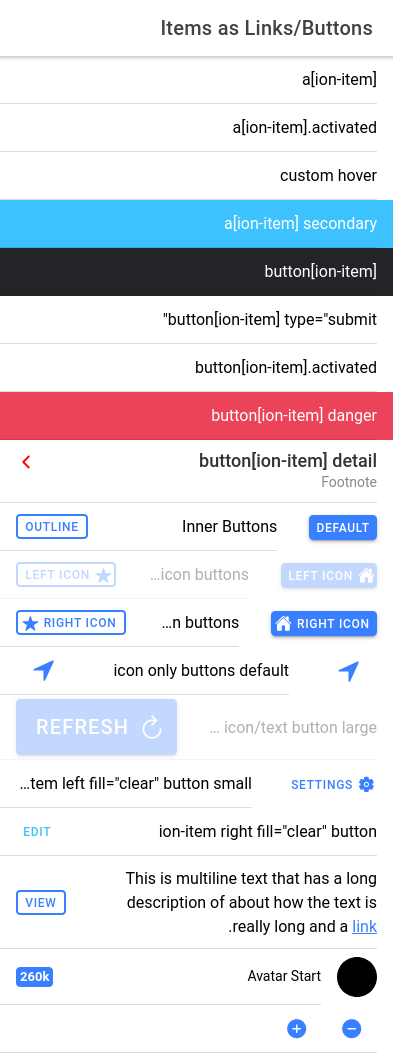 Items as Links/Buttons
a[ion-item]
a[ion-item].activated
custom hover
a[ion-item] secondary
button[ion-item]
"button[ion-item] type="submit
button[ion-item].activated
button[ion-item] danger
button[ion-item] detail
Footnote
DEFAULT
Inner Buttons
OUTLINE
LEFT ICON
...icon buttons
LEFT ICON
RIGHT ICON
...n buttons
RIGHT ICON
icon only buttons default
... icon/text button large
REFRESH
SETTINGS
...tem left fill="clear" button small
ion-item right fill="clear" button
EDIT
This is multiline text that has a long
description of about how the text is
.really long and a link
VIEW
Avatar Start
260k